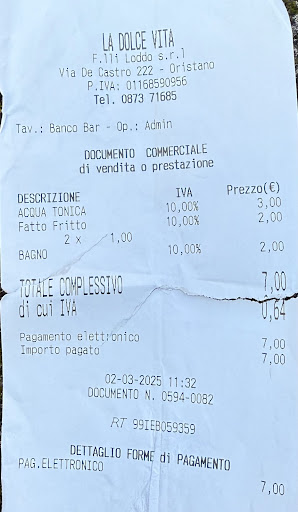 LA DOLCE VITA
F.lli Loddo s.r.l
Via De Castro 222 - Oristano
P.IVA: 01168590956
Tel. 0873 71685
Tav.: Banco Bar - Op.: Admin
DOCUMENTO COMMERCIALE
di vendita o prestazione
DESCRIZIONE IVA Prezzo(€)
ACQUA TONICA 10,00% 3,00
Fatto Fritto 10,00% 2,00
2 x 1,00
BAGNO 10,00% 2,00
TOTALE COMPLESSIVO 7,00
di cui IVA 0,64
Pagamento elettronico 7,00
Importo pagato 7,00
02-03-2025 11:32
DOCUMENTO N. 0594-0082
RT 99IEB059359
DETTAGLIO FORME di PAGAMENTO
PAG.ELETTRONICO
7,00